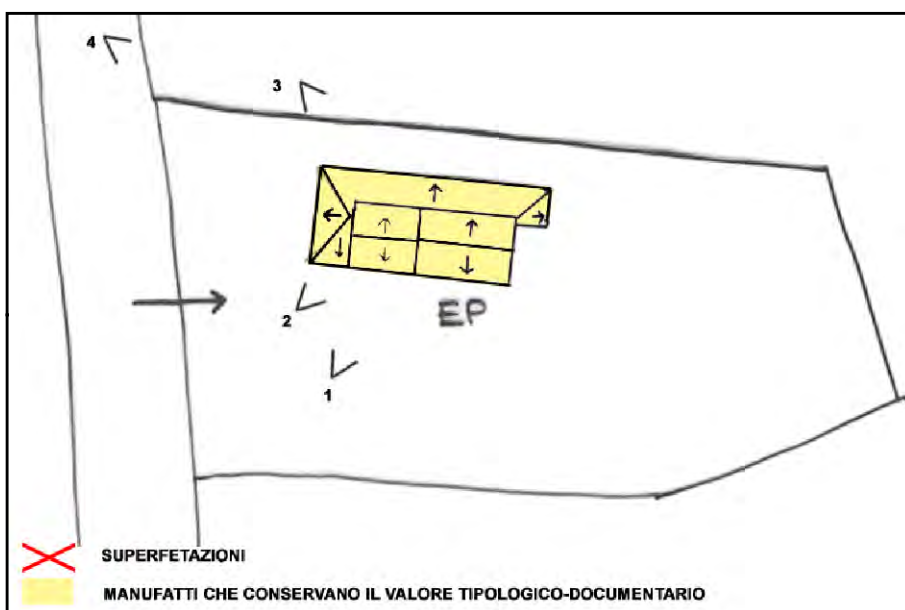 4
3
2
EP
1
SUPERFETAZIONI
MANUFATTI CHE CONSERVANO IL VALORE TIPOLOGICO-DOCUMENTARIO